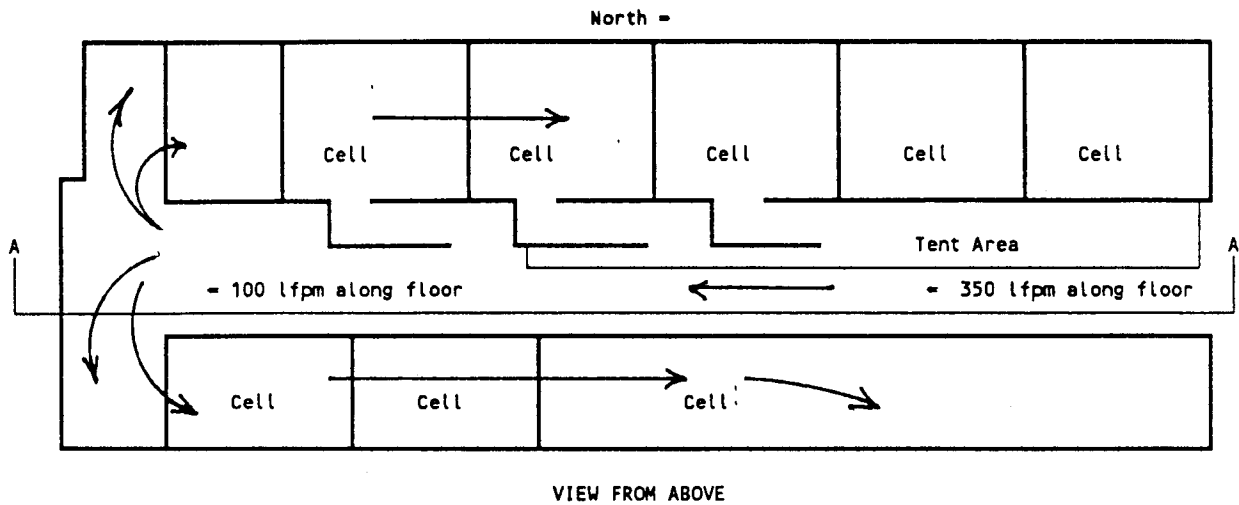 North =
Cell Cell Cell Cell Cell
A Tent Area A
= 100 lfpm along floor = 350 lfpm along floor
Cell Cell Cell
VIEW FROM ABOVE